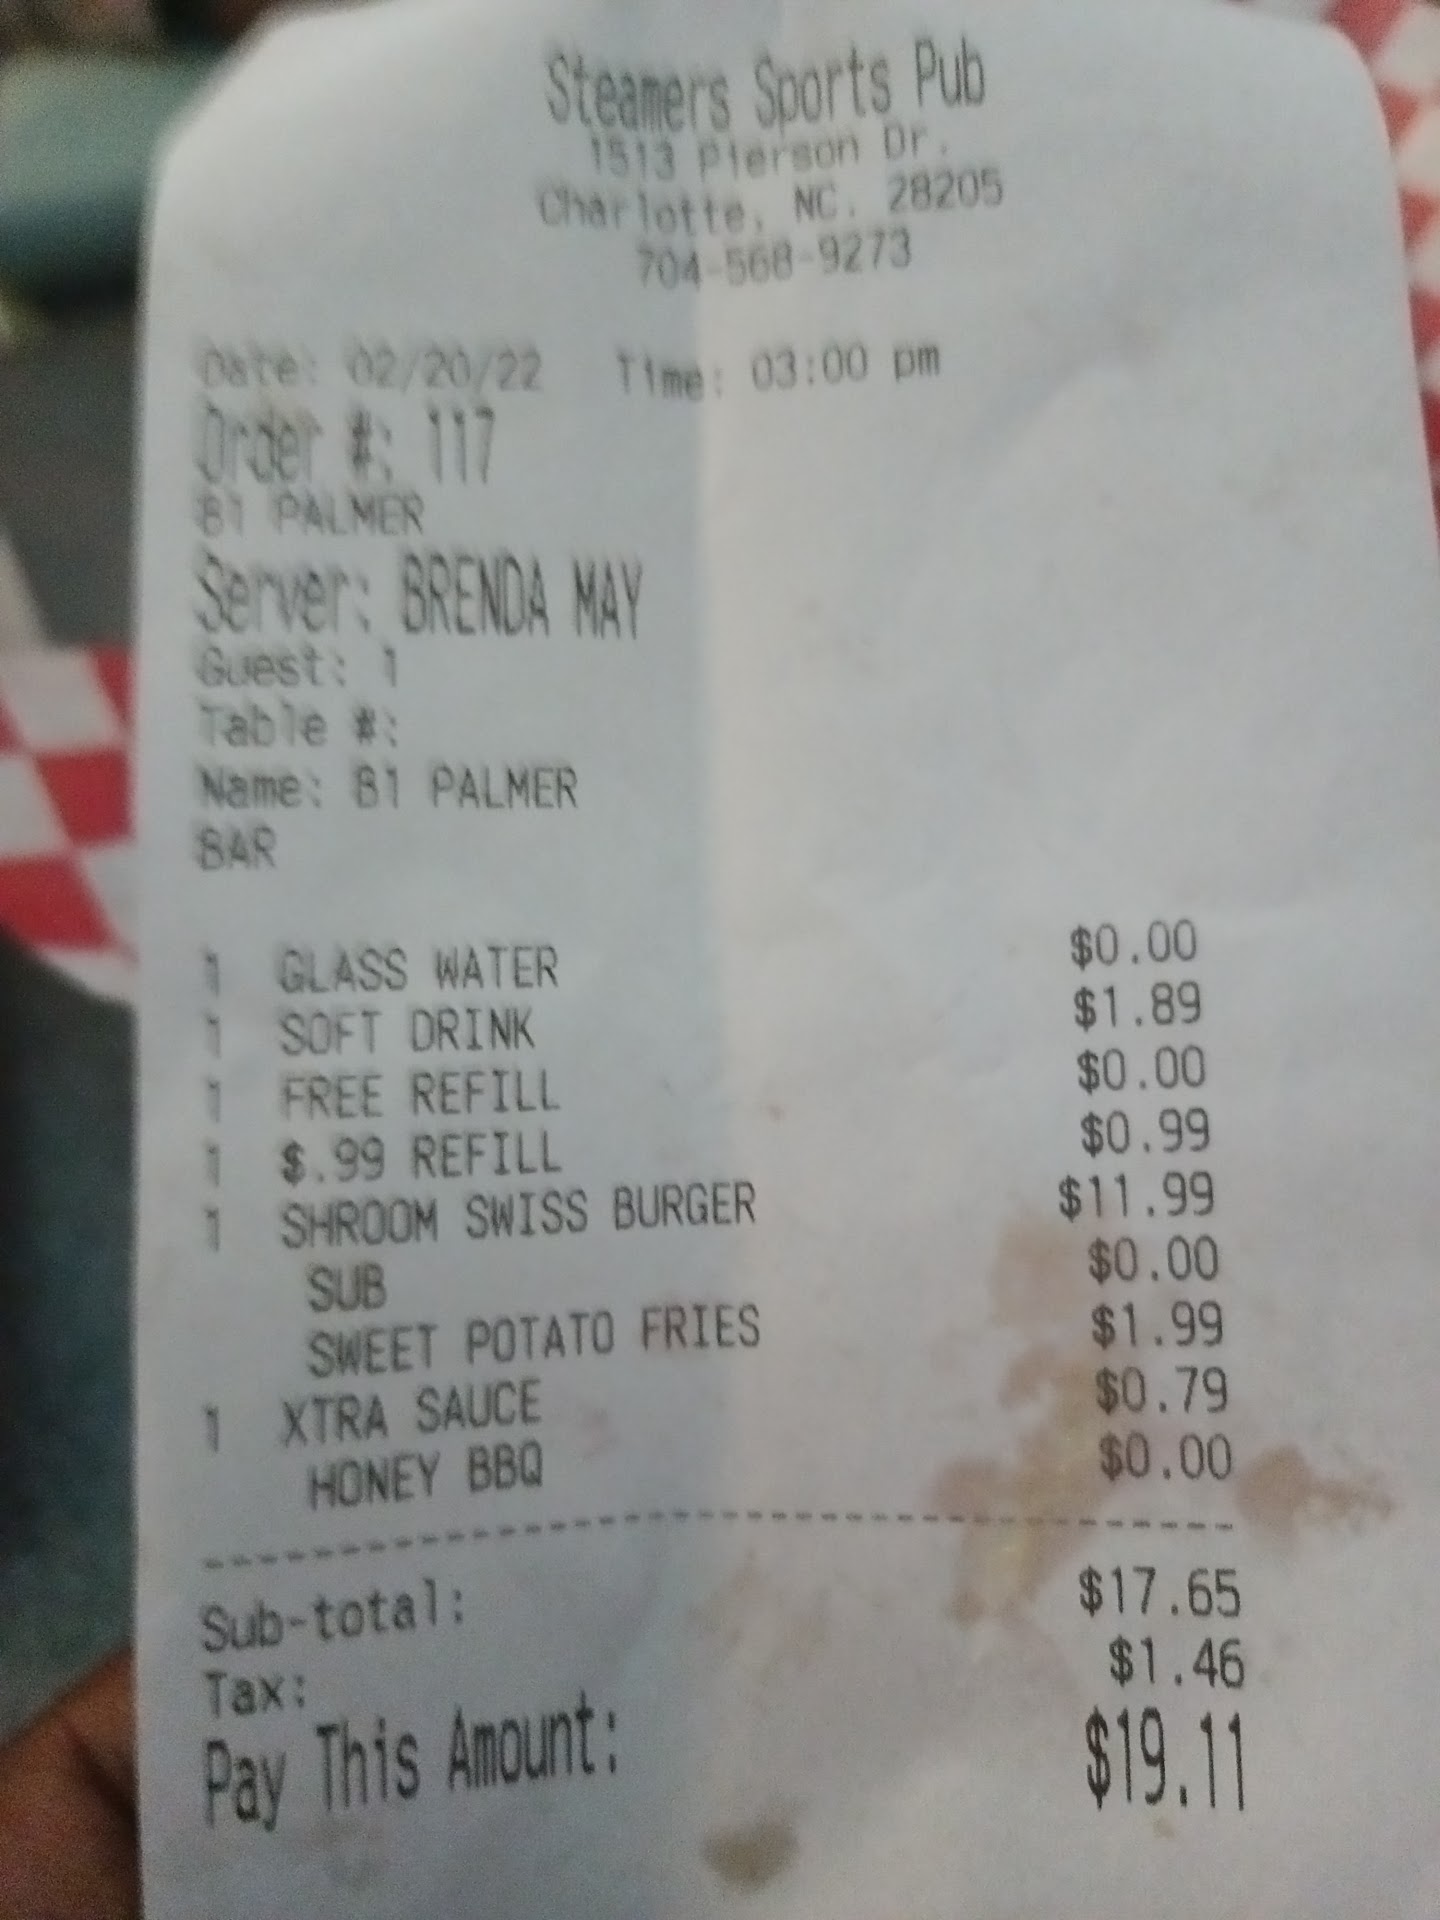 Steamers Sports Pub
1513 Pierson Dr.
Charlotte, NC. 28205
704-568-9273
Date: 02/20/22 Time: 03:00 pm
Order #: 117
81 PALMER
Server: BRENDA MAY
Guest: 1
Table #:
Name: 81 PALMER
BAR
1 GLASS WATER $0.00
1 SOFT DRINK $1.89
1 FREE REFILL $0.00
1 $.99 REFILL $0.99
1 SHROOM SWISS BURGER $11.99
SUB $0.00
SWEET POTATO FRIES $1.99
1 XTRA SAUCE $0.79
HONEY BBQ $0.00
Sub-total: $17.65
Tax: $1.46
Pay This Amount: $19.11